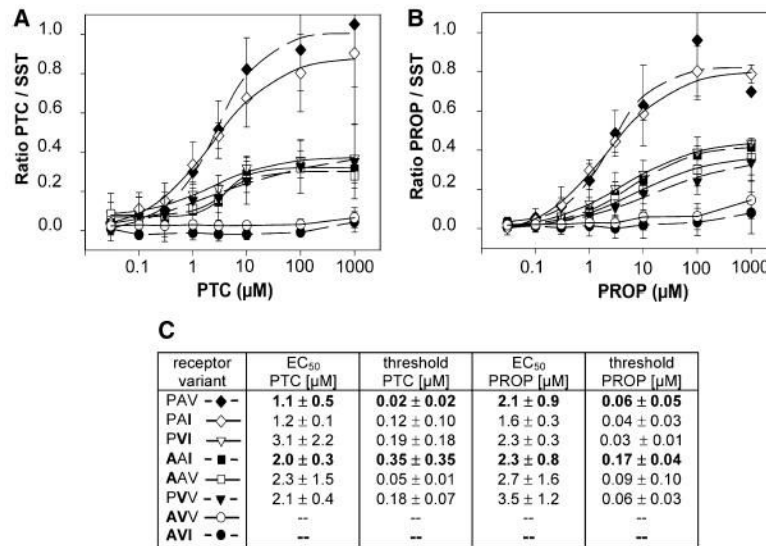 A
B
Ratio PTC / SST
1.0
0.8
0.6
0.4
0.2
0.0
0.1 1 10 100 1000
PTC (µM)
Ratio PROP / SST
1.0
0.8
0.6
0.4
0.2
0.0
0.1 1 10 100 1000
PROP (µM)
C
receptor variant EC50 PTC [µM] threshold PTC [µM] EC50 PROP [µM] threshold PROP [µM]
PAV 1.1 ± 0.5 0.02 ± 0.02 2.1 ± 0.9 0.06 ± 0.05
PAI 1.2 ± 0.1 0.12 ± 0.10 1.6 ± 0.3 0.04 ± 0.03
PVI 3.1 ± 2.2 0.19 ± 0.18 2.3 ± 0.3 0.03 ± 0.01
AAI 2.0 ± 0.3 0.35 ± 0.35 2.3 ± 0.8 0.17 ± 0.04
AAV 2.3 ± 1.5 0.05 ± 0.01 2.7 ± 1.6 0.09 ± 0.10
PVV 2.1 ± 0.4 0.18 ± 0.07 3.5 ± 1.2 0.06 ± 0.03
AVV -- -- -- --
AVI -- -- -- --